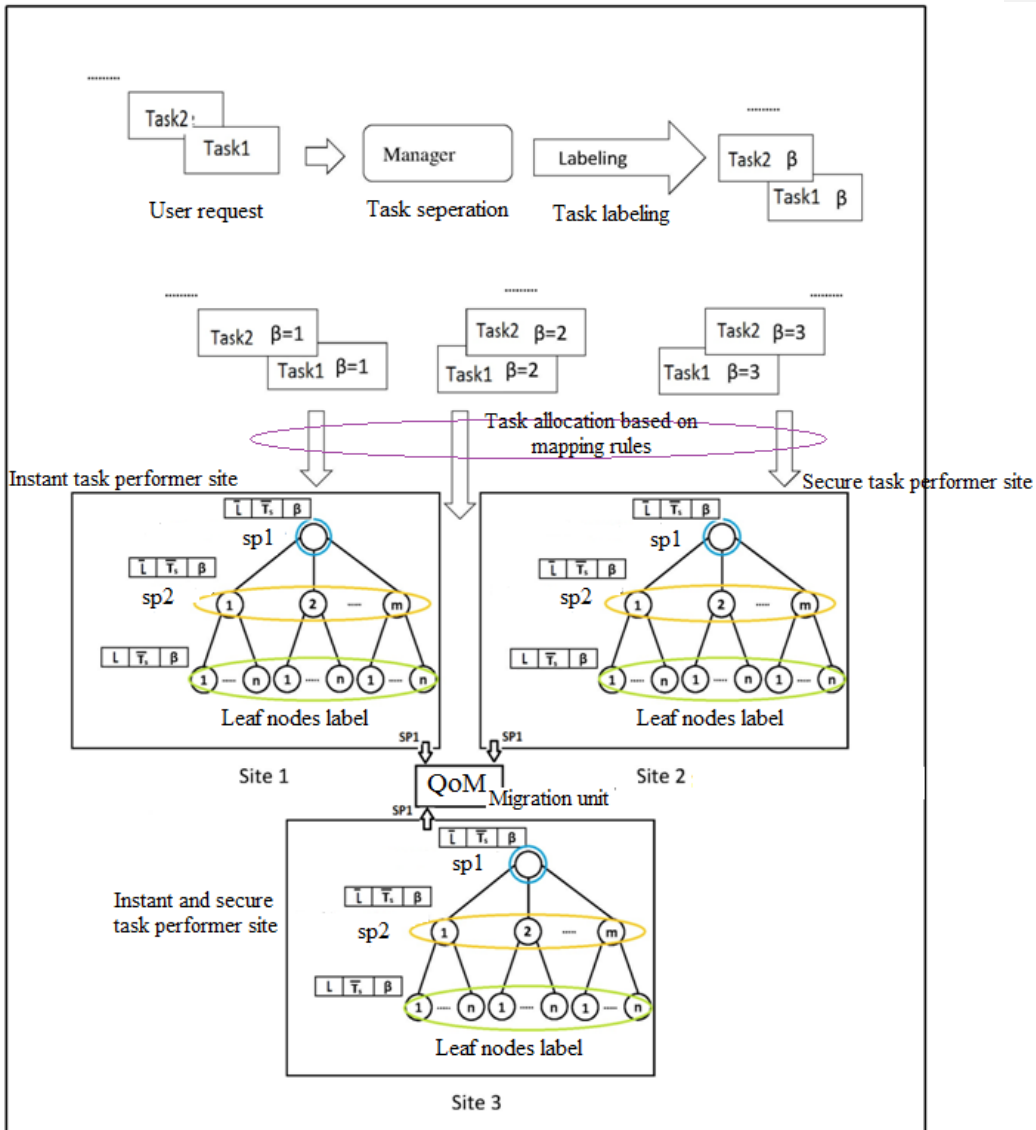 .........
Task2
Task1
Manager
Labeling
.........
Task2 β
Task1 β
User request
Task seperation
Task labeling
.........
Task2 β=1
Task1 β=1
.........
Task2 β=2
Task1 β=2
.........
Task2 β=3
Task1 β=3
Task allocation based on
mapping rules
Instant task performer site
Secure task performer site
L̄ T̄s β
sp1
L̄ T̄s β
sp2
1 2 ..... m
L T̄s β
1 ..... n 1 ..... n 1 ..... n
Leaf nodes label
SP1
Site 1
L̄ T̄s β
sp1
L̄ T̄s β
sp2
1 2 ..... m
L T̄s β
1 ..... n 1 ..... n 1 ..... n
Leaf nodes label
SP1
Site 2
QoM
Migration unit
SP1
L̄ T̄s β
sp1
Instant and secure
task performer site
L̄ T̄s β
sp2
1 2 ..... m
L T̄s β
1 ..... n 1 ..... n 1 ..... n
Leaf nodes label
Site 3